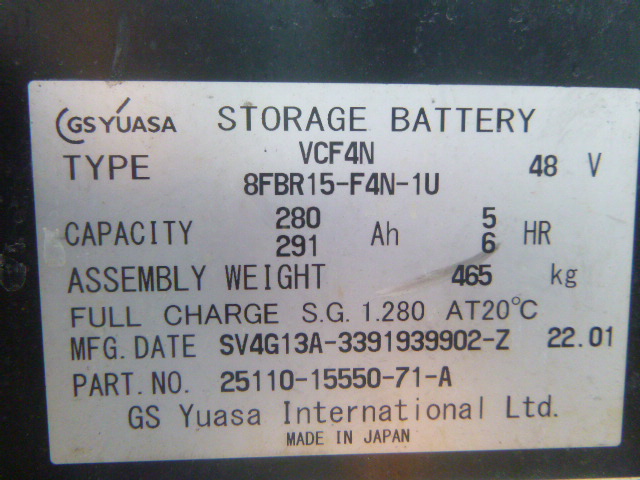 GS YUASA STORAGE BATTERY
TYPE VCF4N 48 V
8FBR15-F4N-1U
CAPACITY 280 Ah 5 HR
291 6
ASSEMBLY WEIGHT 465 kg
FULL CHARGE S.G. 1.280 AT20°C
MFG. DATE SV4G13A-3391939902-Z 22.01
PART. NO. 25110-15550-71-A
GS Yuasa International Ltd.
MADE IN JAPAN